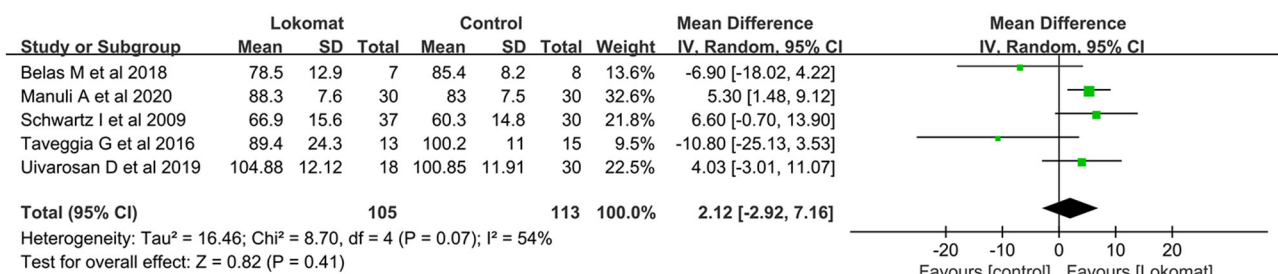 Lokomat Control Mean Difference Mean Difference
Study or Subgroup Mean SD Total Mean SD Total Weight IV, Random, 95% CI IV, Random, 95% CI
Belas M et al 2018 78.5 12.9 7 85.4 8.2 8 13.6% -6.90 [-18.02, 4.22]
Manuli A et al 2020 88.3 7.6 30 83 7.5 30 32.6% 5.30 [1.48, 9.12]
Schwartz I et al 2009 66.9 15.6 37 60.3 14.8 30 21.8% 6.60 [-0.70, 13.90]
Taveggia G et al 2016 89.4 24.3 13 100.2 11 15 9.5% -10.80 [-25.13, 3.53]
Uivarosan D et al 2019 104.88 12.12 18 100.85 11.91 30 22.5% 4.03 [-3.01, 11.07]
Total (95% CI) 105 113 100.0% 2.12 [-2.92, 7.16]
Heterogeneity: Tau² = 16.46; Chi² = 8.70, df = 4 (P = 0.07); I² = 54%
Test for overall effect: Z = 0.82 (P = 0.41)
-20 -10 0 10 20
Favours [control] Favours [Lokomat]